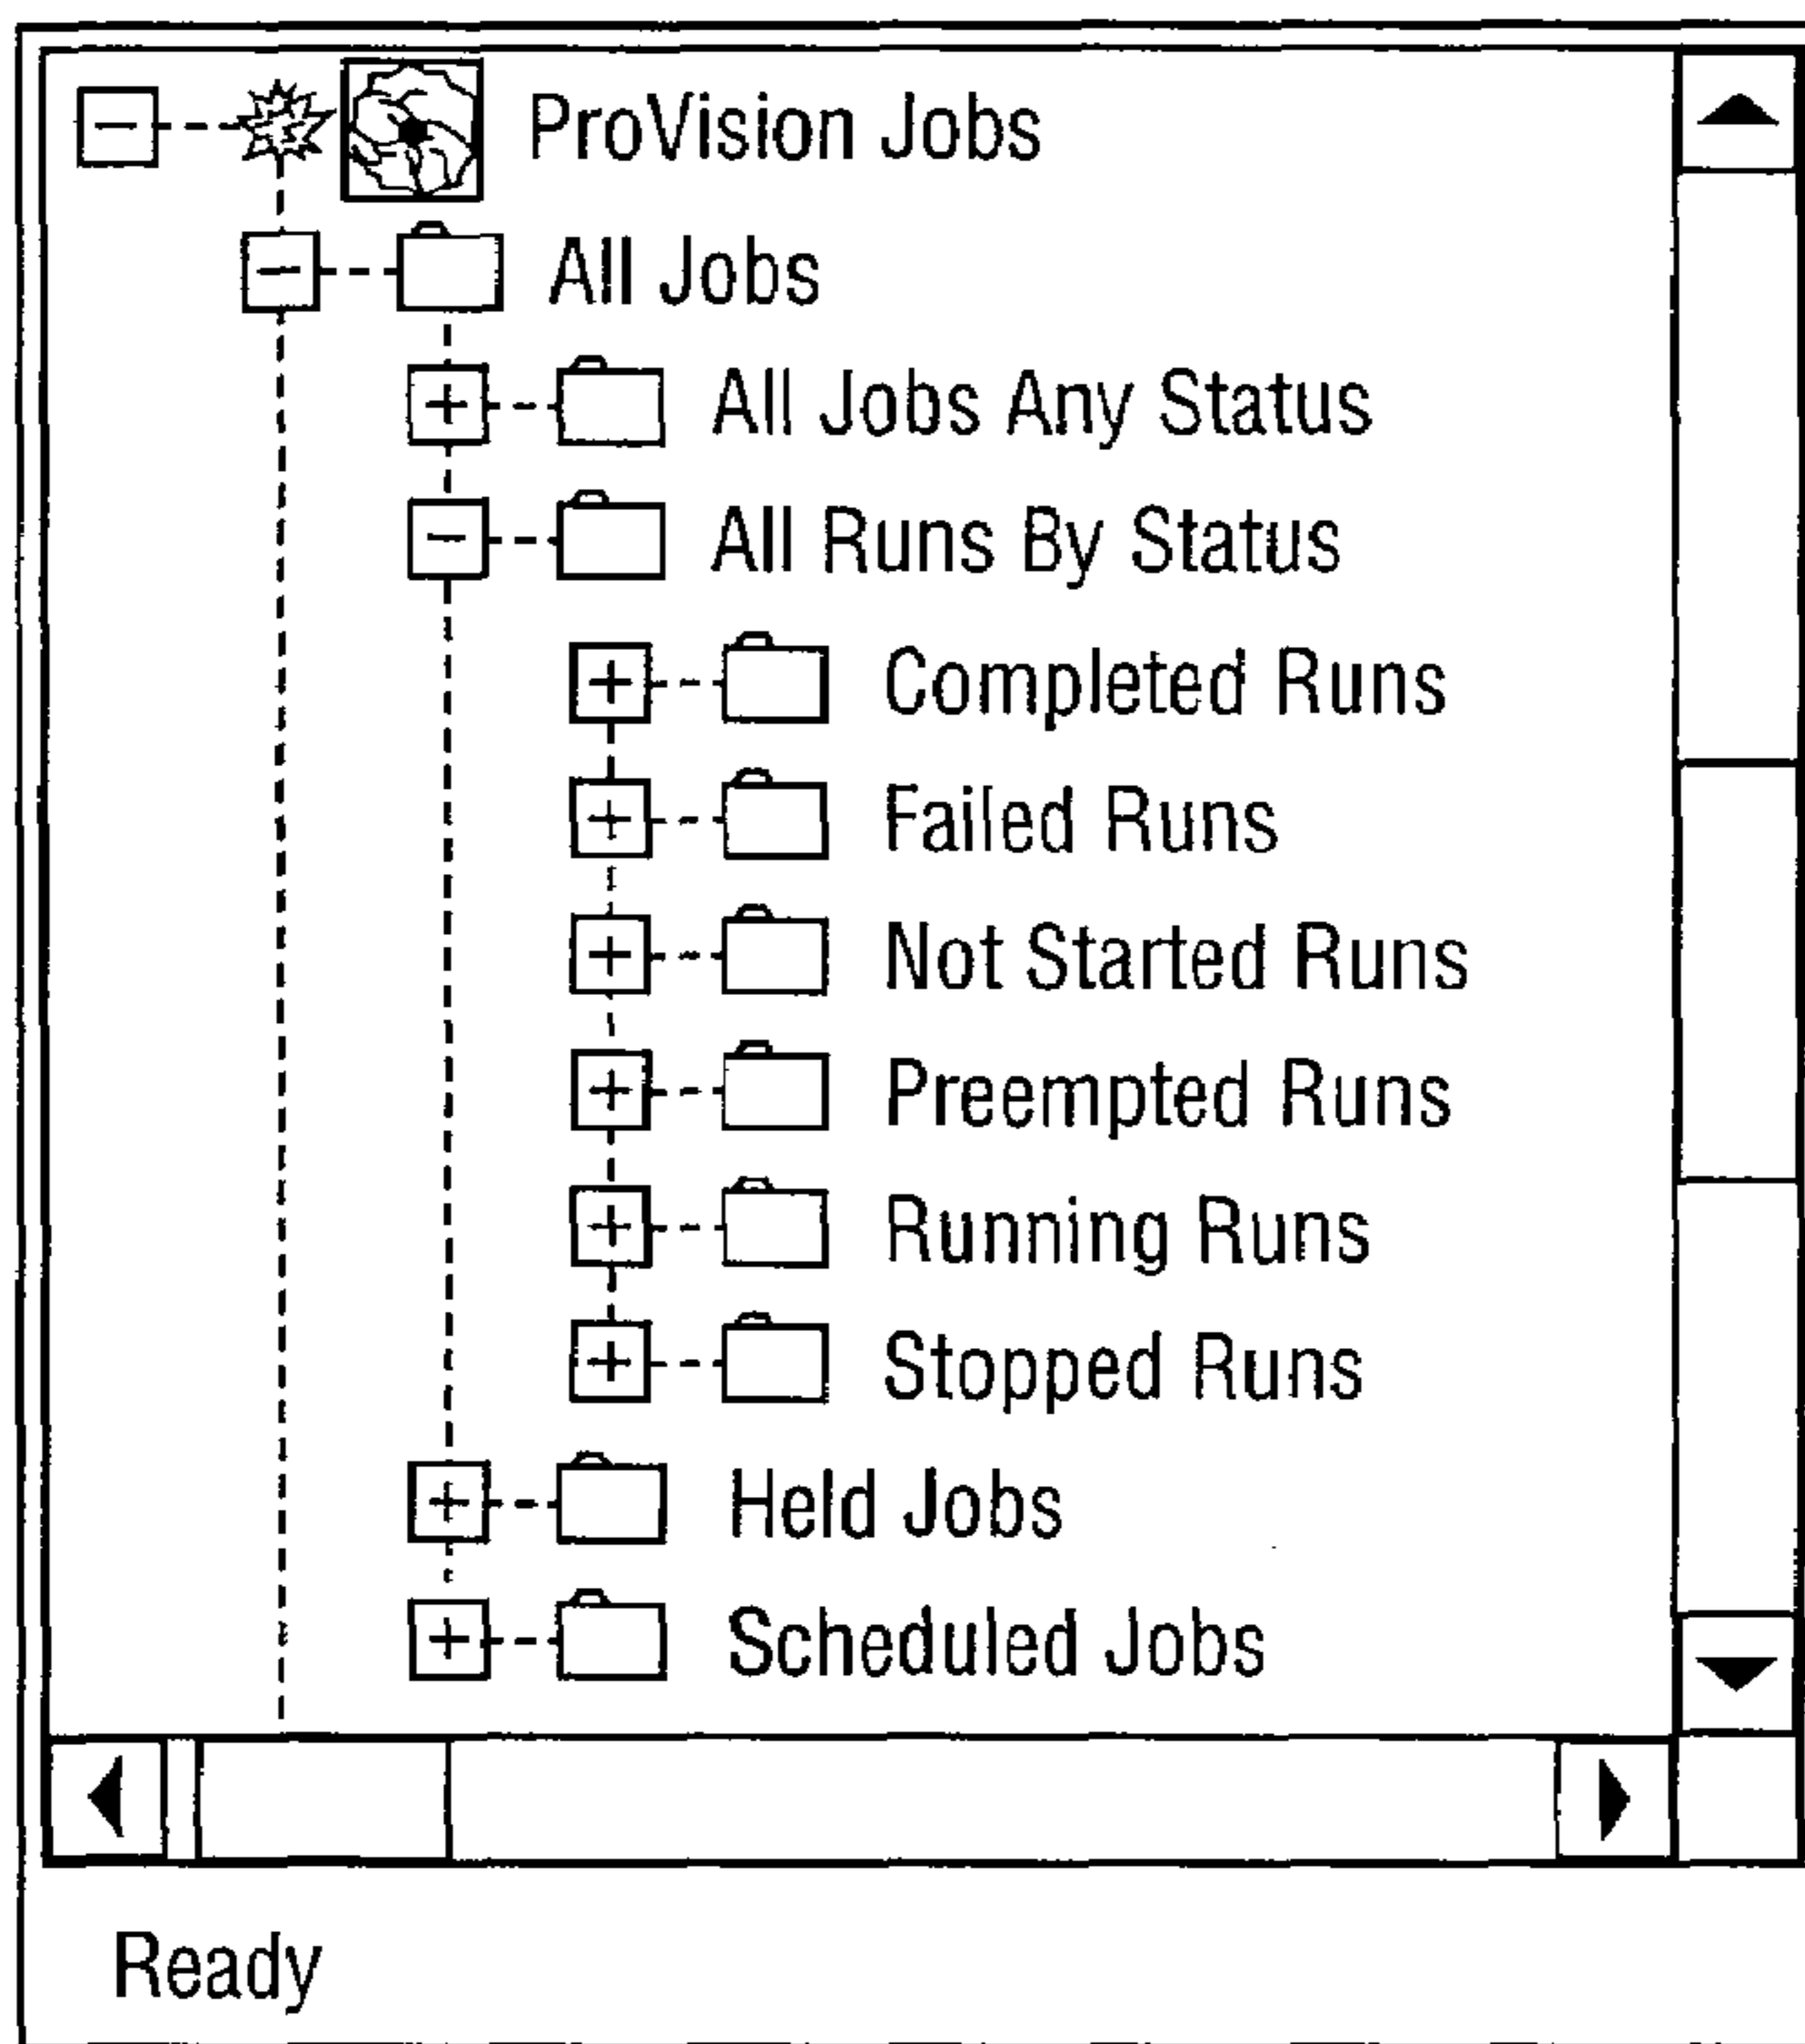 ProVision Jobs
All Jobs
All Jobs Any Status
All Runs By Status
Completed Runs
Failed Runs
Not Started Runs
Preempted Runs
Running Runs
Stopped Runs
Held Jobs
Scheduled Jobs
Ready